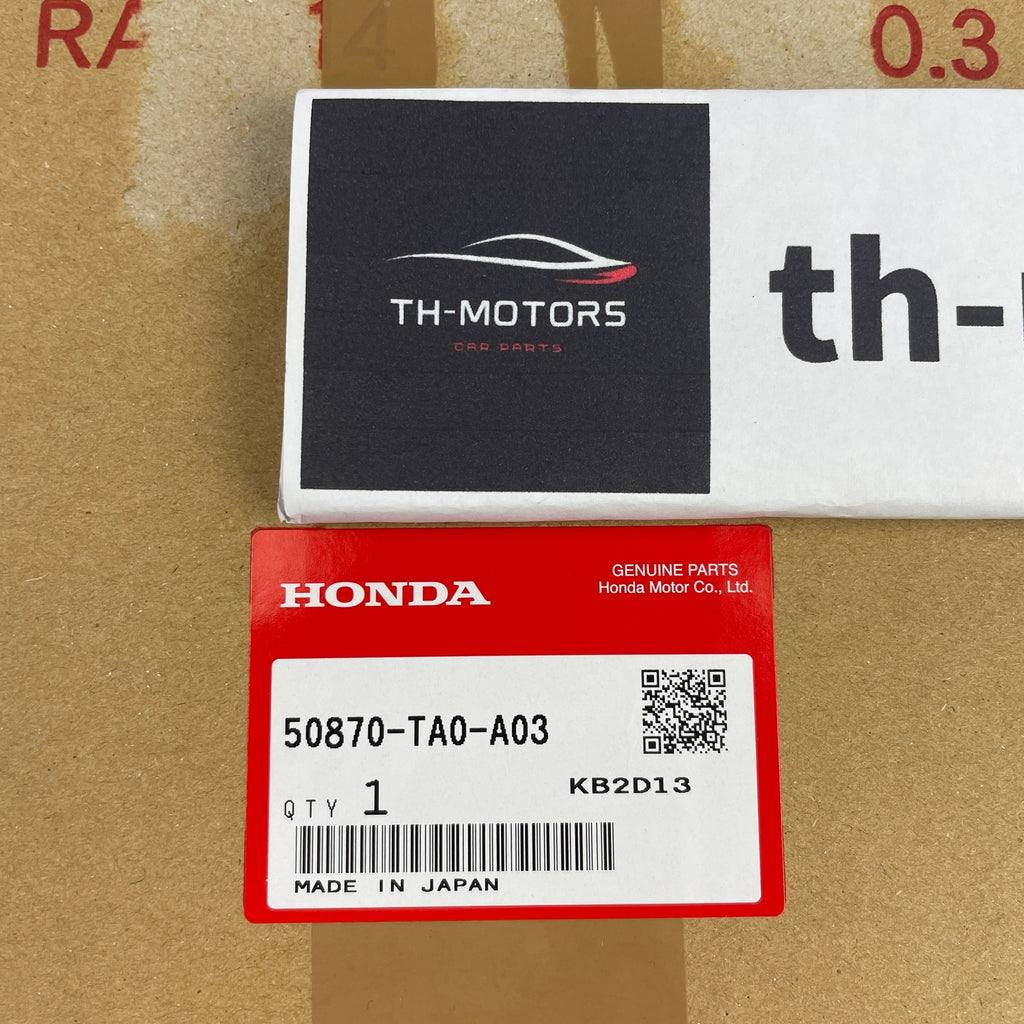 14
0.3
TH-MOTORS
CAR PARTS
th-
HONDA
GENUINE PARTS
Honda Motor Co., Ltd.
50870-TA0-A03
KB2D13
QTY 1
MADE IN JAPAN